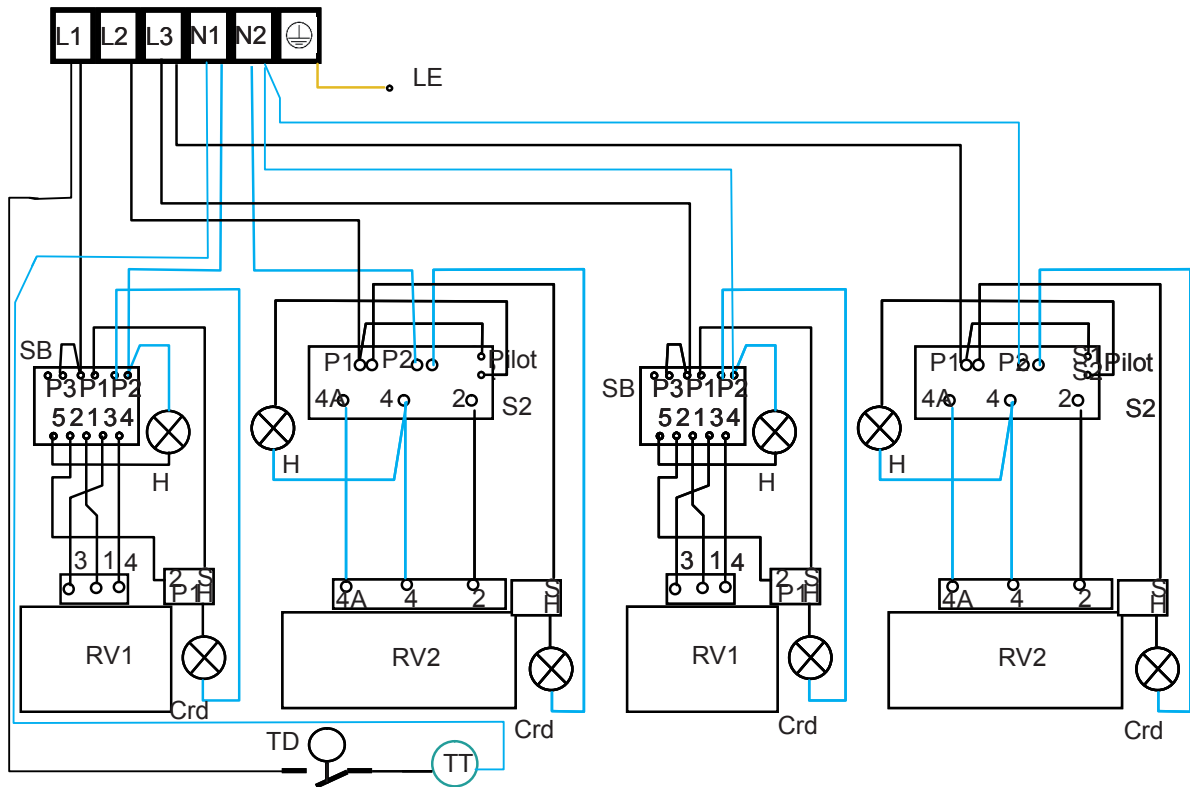 L1 L2 L3 N1 N2
LE
SB P3 P1 P2
5 2 1 3 4
H
3 1 4
2 S
P1 H
RV1
Crd
P1 P2 Pilot
4A 4 2 S2
H
4A 4 2 S
H
RV2
Crd
SB P3 P1 P2
5 2 1 3 4
H
3 1 4
2 S
P1 H
RV1
Crd
P1 P2 S1 Pilot
S2
4A 4 2 S2
H
4A 4 2 S
H
RV2
Crd
TD TT